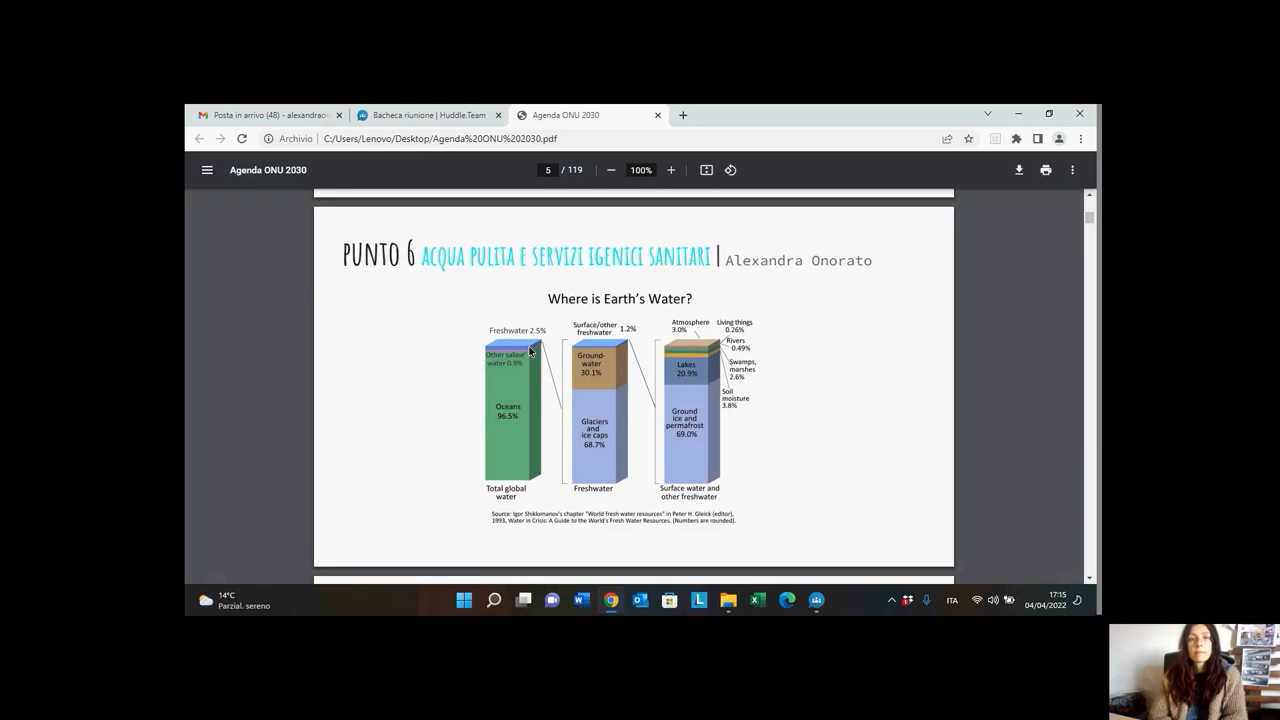 Posta in arrivo (48) - alexandrao
Bacheca riunione | Huddle.Team
Agenda ONU 2030
Archivio
C:/Users/Lenovo/Desktop/Agenda%20ONU%202030.pdf
Agenda ONU 2030
5 / 119
100%
PUNTO 6 ACQUA PULITA E SERVIZI IGENICI SANITARI | Alexandra Onorato
Where is Earth's Water?
Freshwater 2.5%
Other saline
water 0.9%
Oceans
96.5%
Total global
water
Surface/other
freshwater 1.2%
Ground-
water
30.1%
Glaciers
and
ice caps
68.7%
Freshwater
Atmosphere
3.0%
Living things
0.26%
Rivers
0.49%
Swamps,
marshes
2.6%
Soil
moisture
3.8%
Lakes
20.9%
Ground
ice and
permafrost
69.0%
Surface water and
other freshwater
Source: Igor Shiklomanov's chapter "World fresh water resources" in Peter H. Gleick (editor),
1993, Water in Crisis: A Guide to the World's Fresh Water Resources. (Numbers are rounded).
14°C
Parzial. sereno
ITA
17:15
04/04/2022